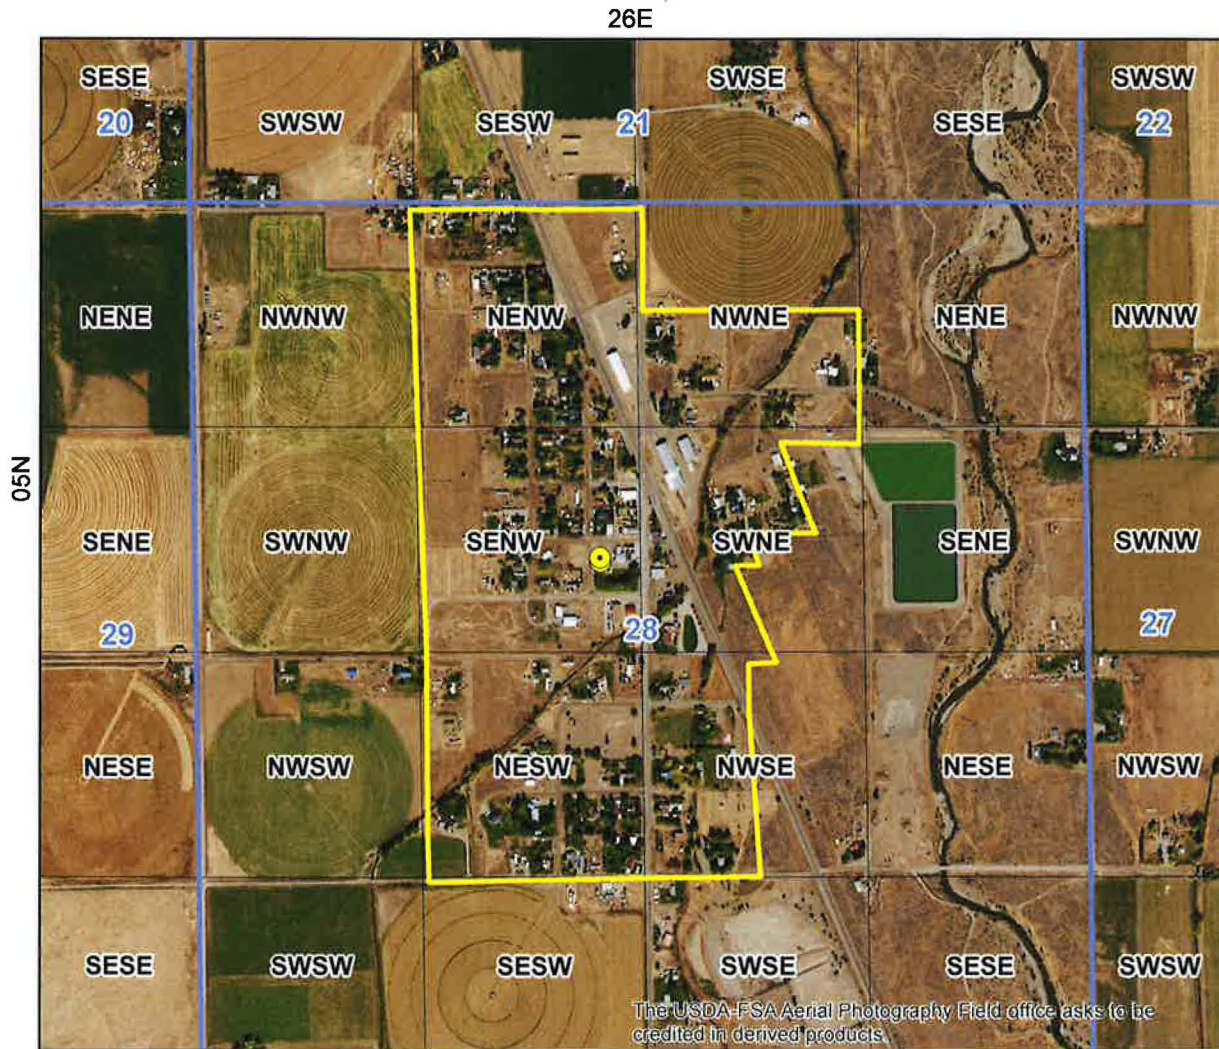 26E
SESE
SWSE
SWSW
20
SWSW
SESW
21
SESE
22
NENE
NWNW
NENW
NWNE
NENE
NWNW
05N
SENE
SWNW
SENW
SWNE
SENE
SWNW
29
28
27
NESE
NWSW
NESW
NWSE
NESE
NWSW
SESE
SWSW
SESW
SWSE
SESE
SWSW
The USDA-FSA Aerial Photography Field office asks to be
credited in derived products.